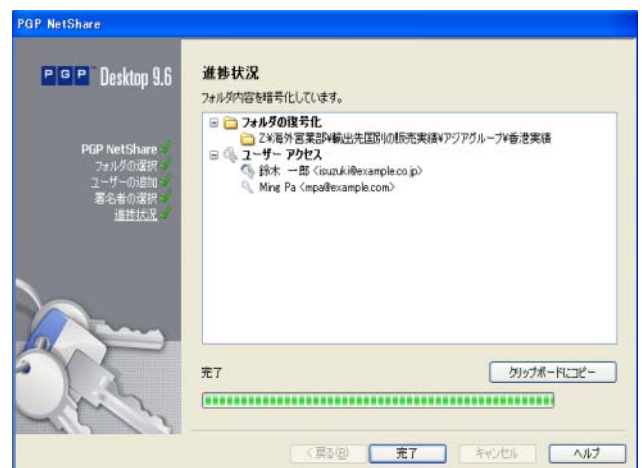 PGP NetShare
PGP™ Desktop 9.6
PGP NetShare
フォルダの選択
ユーザーの追加
署名者の選択
進捗状況
進捗状況
フォルダ内容を暗号化しています。
フォルダの復号化
Z¥海外営業部¥輸出先国別の販売実績¥アジアグループ¥香港実績
ユーザー アクセス
鈴木 一郎 <isuzuki@example.co.jp>
Ming Pa <mpa@example.com>
完了
クリップボードにコピー
< 戻る(B)
完了
キャンセル
ヘルプ